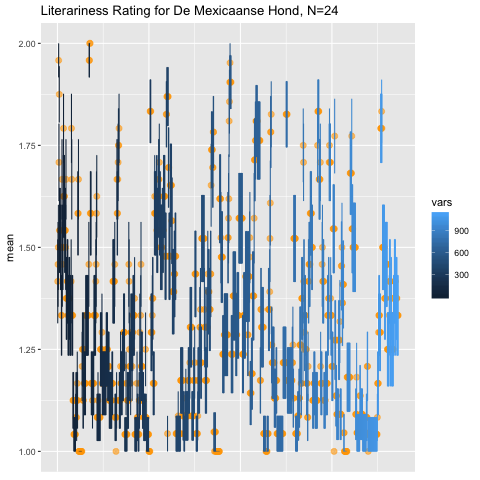 Literariness Rating for De Mexicaanse Hond, N=24
2.00
1.75
1.50
1.25
1.00
mean
vars
900
600
300